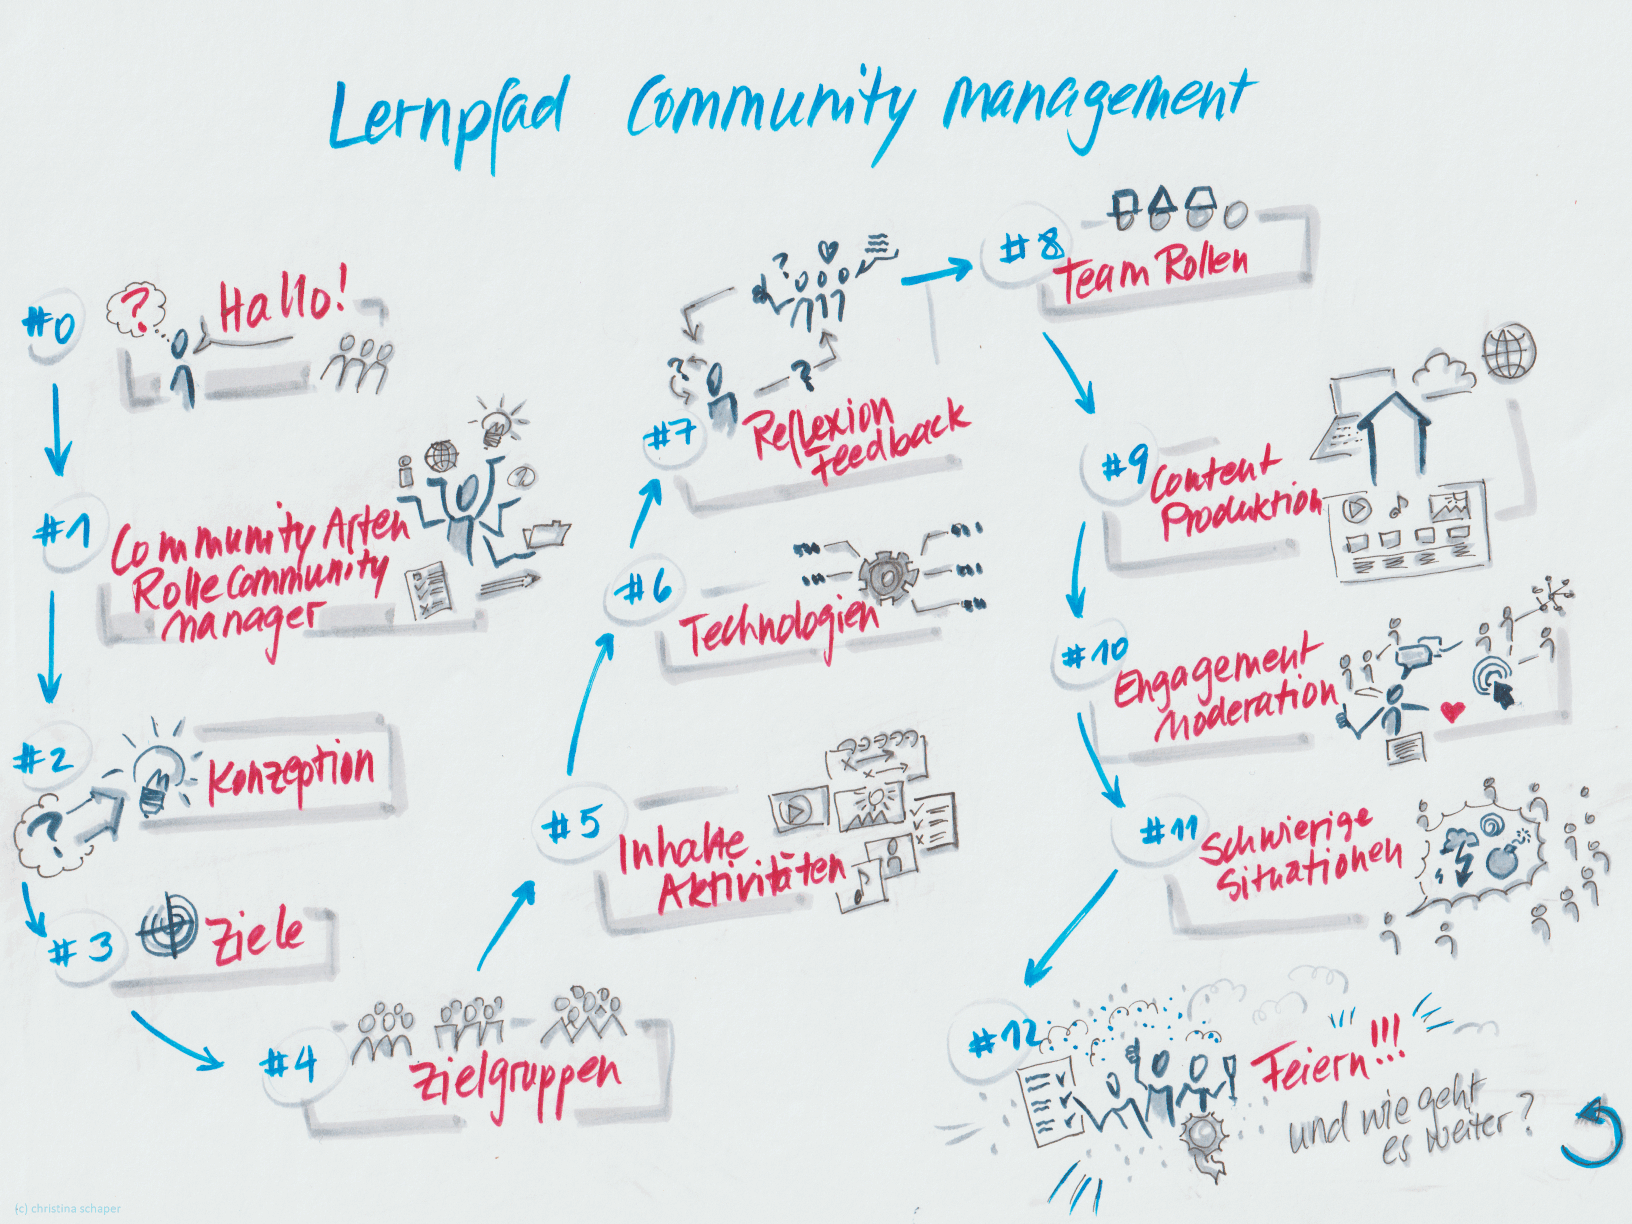 Lernpfad Community management
#0
?
Hallo!
#1
Community Arten
Rolle Community
manager
#2
?
Konzeption
#3
Ziele
#4
Zielgruppen
#5
Inhalte
Aktivitäten
#6
Technologien
#7
?
?
?
Reflexion
Feedback
#8
Team Rollen
#9
Content
Produktion
#10
Engagement
Moderation
#11
Schwierige
Situationen
#12
Feiern!!!
und wie geht
es weiter?
(c) christina schaper